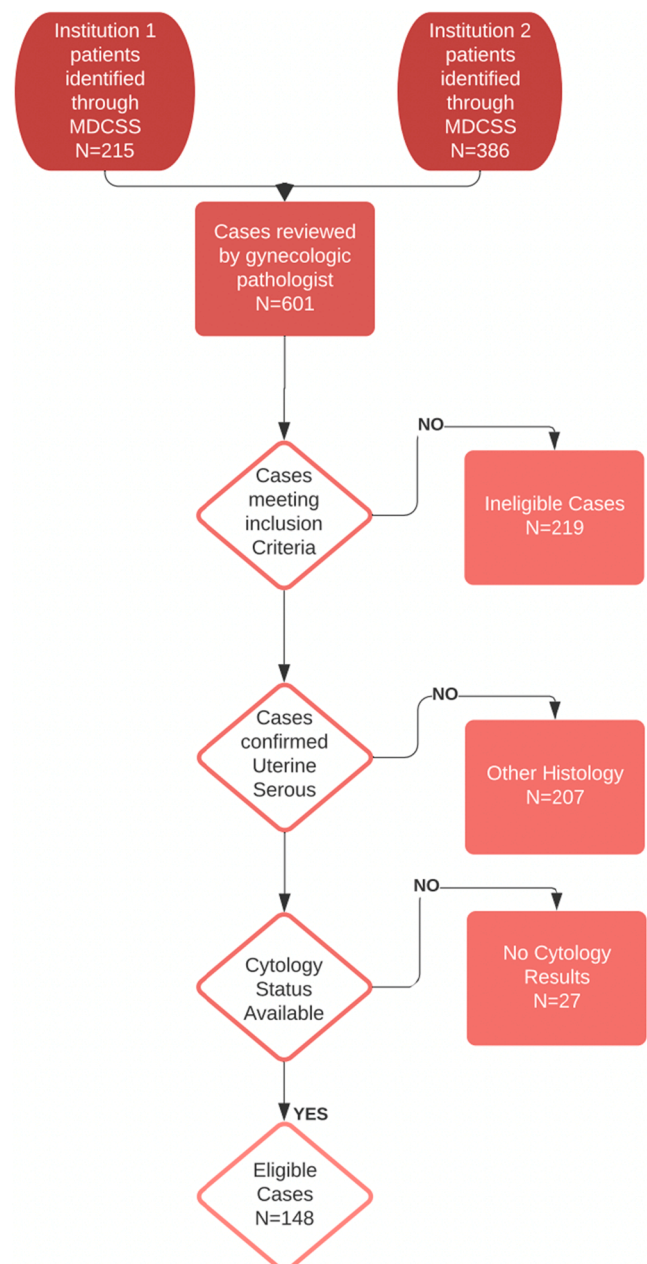 Institution 1
patients
identified
through
MDCSS
N=215
Institution 2
patients
identified
through
MDCSS
N=386
Cases reviewed
by gynecologic
pathologist
N=601
Cases
meeting
inclusion
Criteria
NO
Ineligible Cases
N=219
Cases
confirmed
Uterine
Serous
NO
Other Histology
N=207
Cytology
Status
Available
NO
No Cytology
Results
N=27
YES
Eligible
Cases
N=148